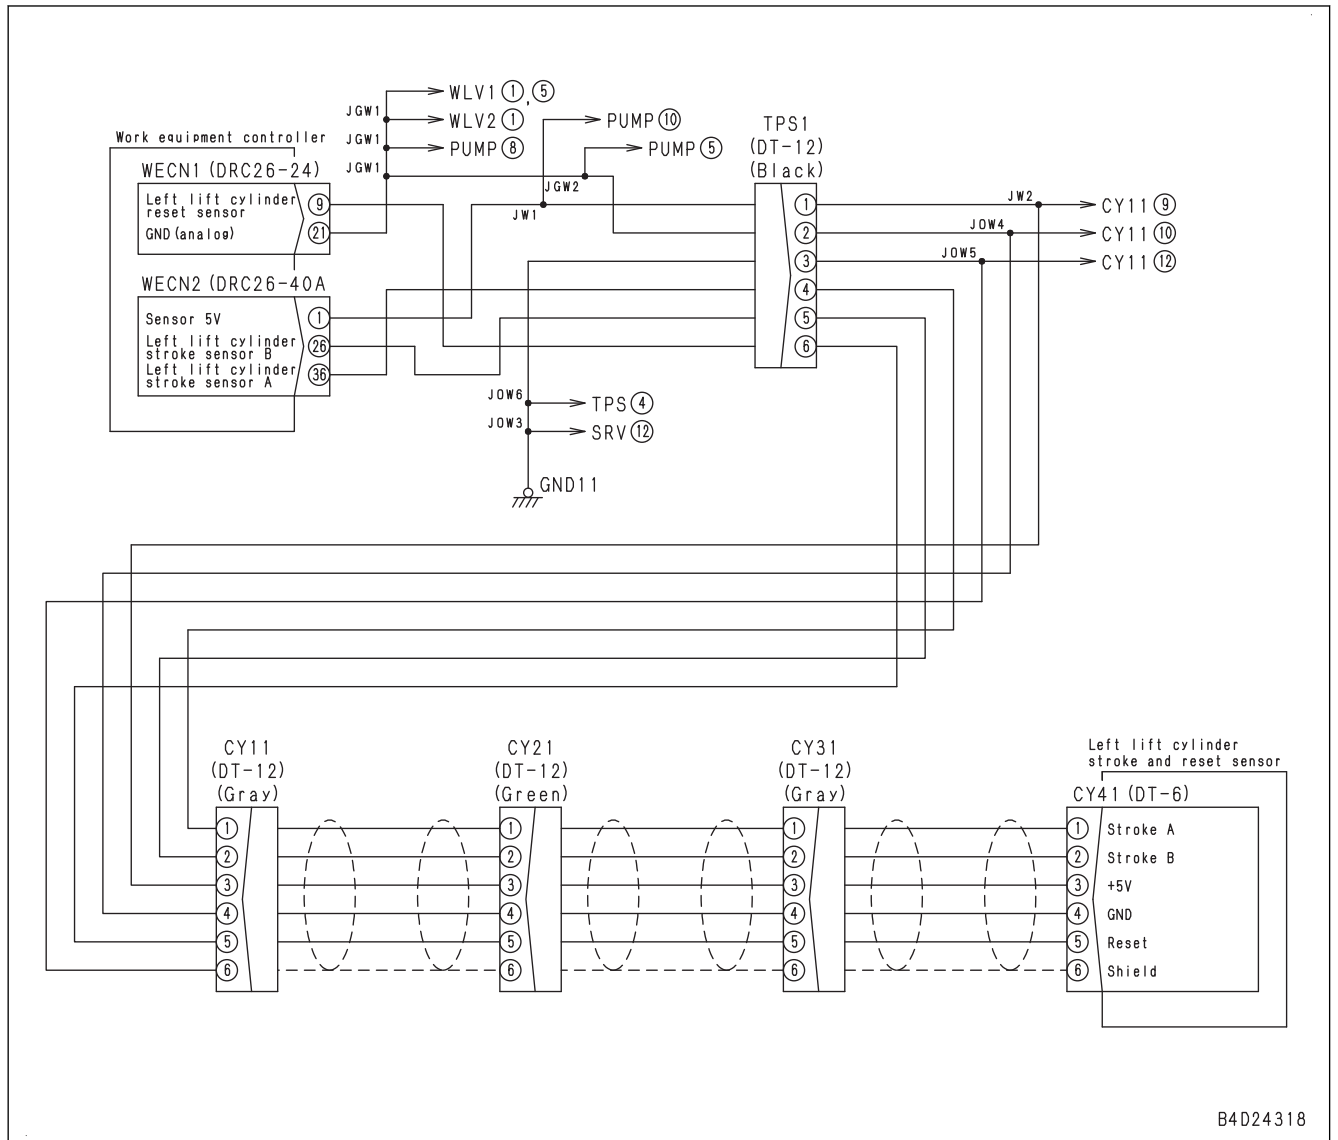 WLV1 ① , ⑤
JGW1
WLV2 ①
PUMP ⑩
TPS1
(DT-12)
(Black)
Work equipment controller
JGW1
PUMP ⑧
PUMP ⑤
JGW1
WECN1 (DRC26-24)
JGW2
Left lift cylinder
reset sensor
⑨
JW1
①
JW2
CY11 ⑨
GND (analog)
㉑
②
JOW4
CY11 ⑩
③
JOW5
CY11 ⑫
WECN2 (DRC26-40A
④
Sensor 5V
①
⑤
Left lift cylinder
stroke sensor B
㉖
⑥
Left lift cylinder
stroke sensor A
㊱
JOW6
TPS ④
JOW3
SRV ⑫
GND11
CY11
(DT-12)
(Gray)
CY21
(DT-12)
(Green)
CY31
(DT-12)
(Gray)
Left lift cylinder
stroke and reset sensor
CY41 (DT-6)
① ① ① ① Stroke A
② ② ② ② Stroke B
③ ③ ③ ③ +5V
④ ④ ④ ④ GND
⑤ ⑤ ⑤ ⑤ Reset
⑥ ⑥ ⑥ ⑥ Shield
B4D24318